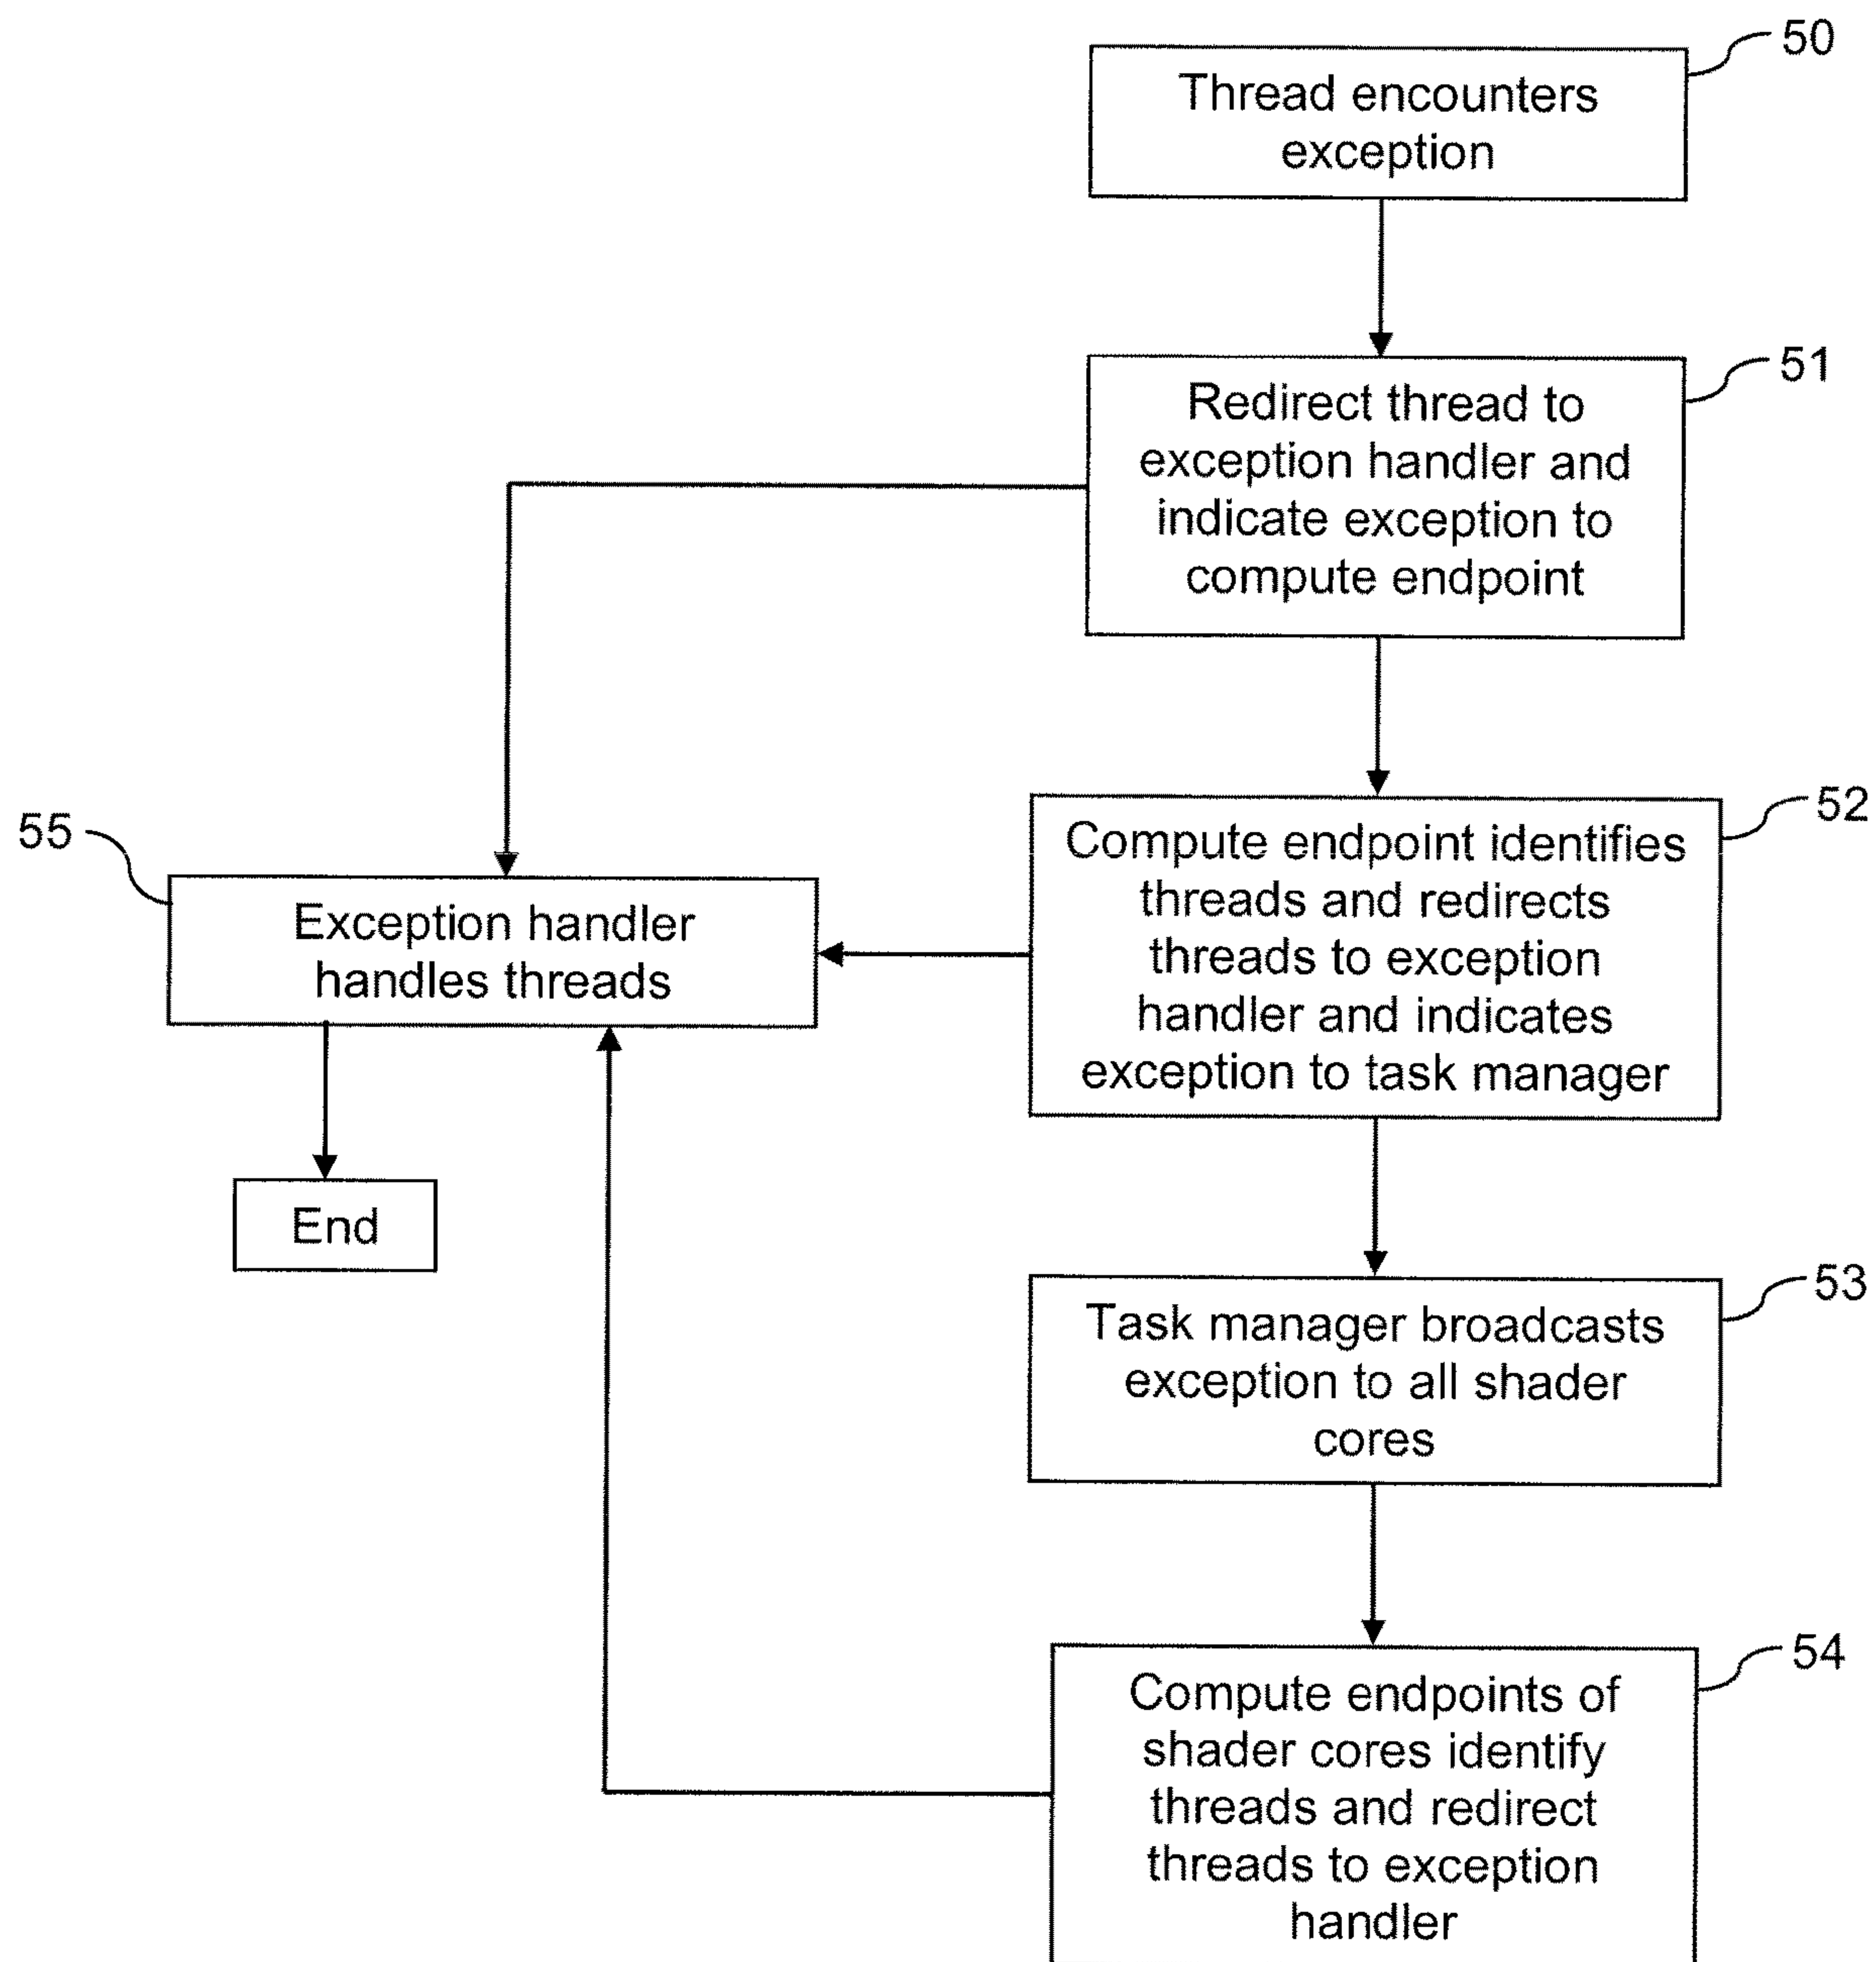 50
Thread encounters
exception
51
Redirect thread to
exception handler and
indicate exception to
compute endpoint
52
Compute endpoint identifies
threads and redirects
threads to exception
handler and indicates
exception to task manager
55
Exception handler
handles threads
End
53
Task manager broadcasts
exception to all shader
cores
54
Compute endpoints of
shader cores identify
threads and redirect
threads to exception
handler